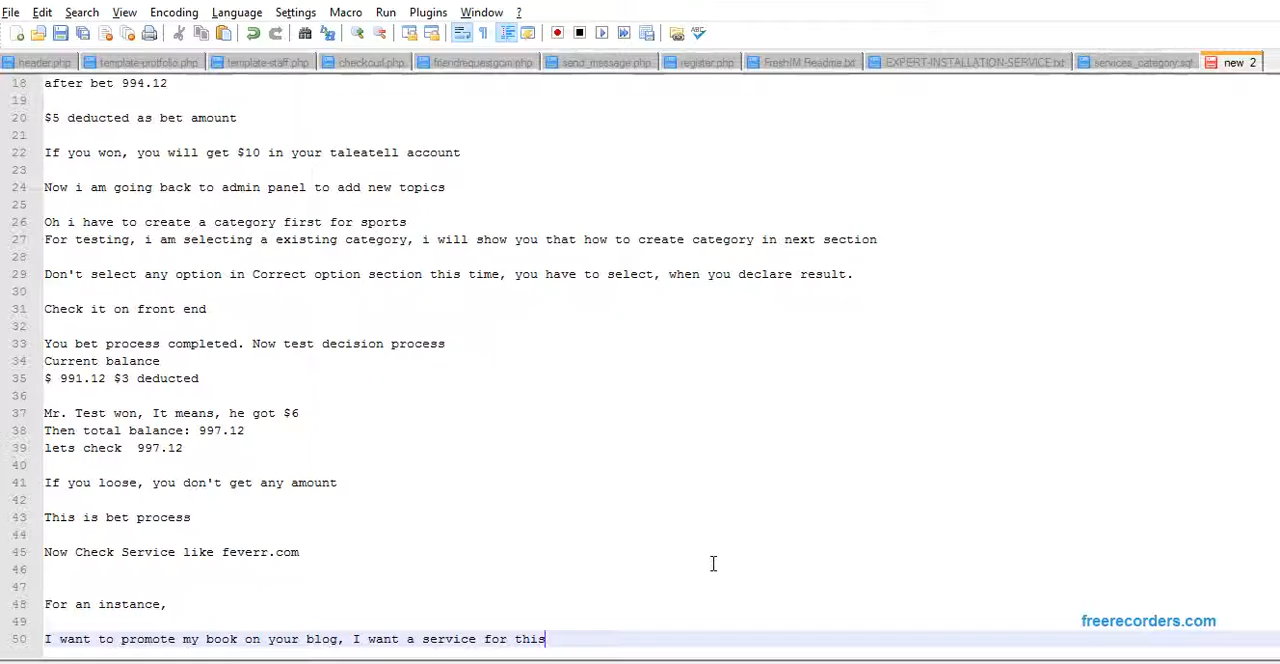 File Edit Search View Encoding Language Settings Macro Run Plugins Window ?
header.php template-protfolio.php template-staff.php checkout.php friendrequestgcm.php send_message.php register.php FreshIM Readme.txt EXPERT-INSTALLATION-SERVICE.txt services_category.sql new 2
18 after bet 994.12
19
20 $5 deducted as bet amount
21
22 If you won, you will get $10 in your taleatell account
23
24 Now i am going back to admin panel to add new topics
25
26 Oh i have to create a category first for sports
27 For testing, i am selecting a existing category, i will show you that how to create category in next section
28
29 Don't select any option in Correct option section this time, you have to select, when you declare result.
30
31 Check it on front end
32
33 You bet process completed. Now test decision process
34 Current balance
35 $ 991.12 $3 deducted
36
37 Mr. Test won, It means, he got $6
38 Then total balance: 997.12
39 lets check  997.12
40
41 If you loose, you don't get any amount
42
43 This is bet process
44
45 Now Check Service like feverr.com
46
47
48 For an instance,
49
freerecorders.com
50 I want to promote my book on your blog, I want a service for this